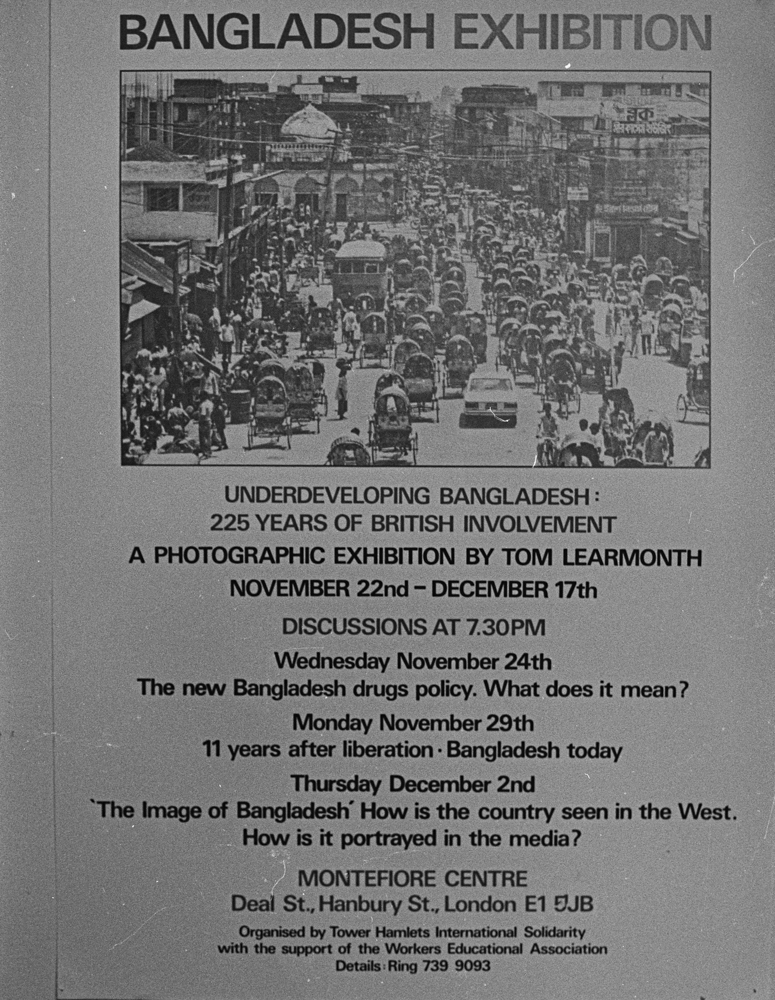 BANGLADESH EXHIBITION
ব্লক
UNDERDEVELOPING BANGLADESH:
225 YEARS OF BRITISH INVOLVEMENT
A PHOTOGRAPHIC EXHIBITION BY TOM LEARMONTH
NOVEMBER 22nd – DECEMBER 17th
DISCUSSIONS AT 7.30PM
Wednesday November 24th
The new Bangladesh drugs policy. What does it mean?
Monday November 29th
11 years after liberation · Bangladesh today
Thursday December 2nd
‘The Image of Bangladesh’ How is the country seen in the West.
How is it portrayed in the media?
MONTEFIORE CENTRE
Deal St., Hanbury St., London E1 5JB
Organised by Tower Hamlets International Solidarity
with the support of the Workers Educational Association
Details: Ring 739 9093